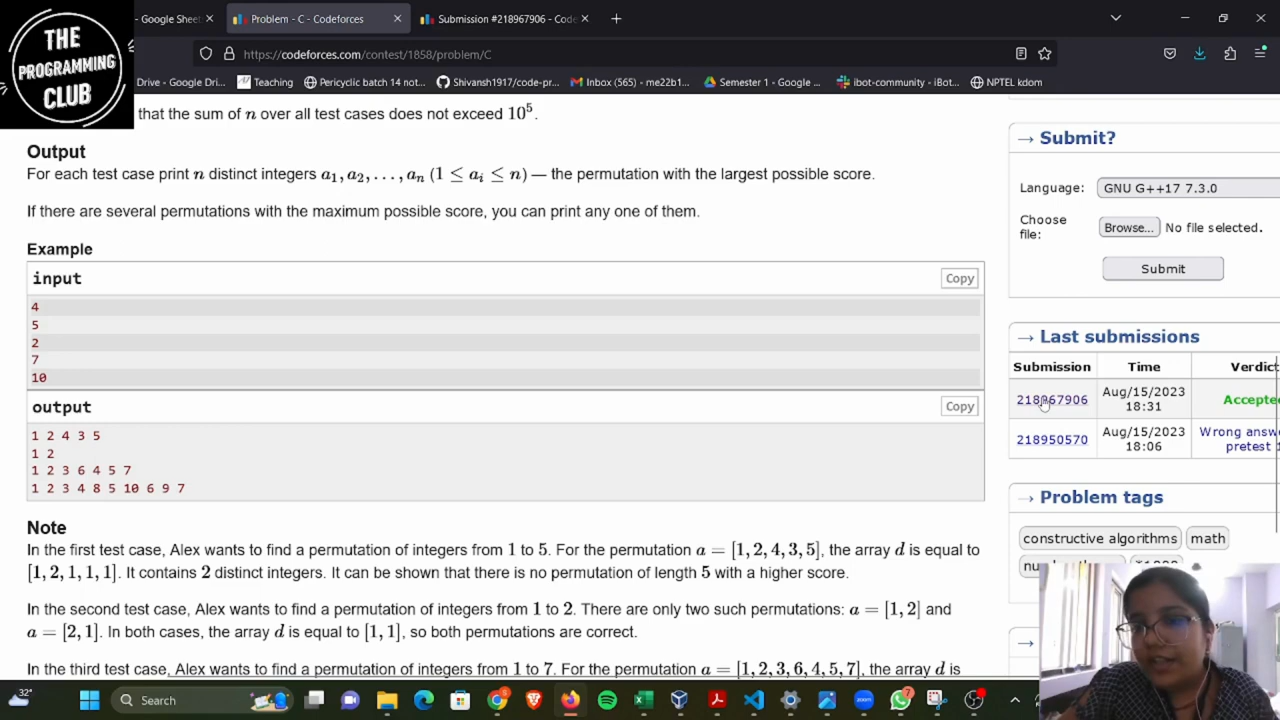 THE
PROGRAMMING
CLUB
- Google Sheet
Problem - C - Codeforces
Submission #218967906 - Code
https://codeforces.com/contest/1858/problem/C
Drive - Google Dri...
Teaching
Pericyclic batch 14 not...
Shivansh1917/code-pr...
Inbox (565) - me22b1...
Semester 1 - Google ...
ibot-community - iBot...
NPTEL kdom
that the sum of n over all test cases does not exceed 10^5.
Output
For each test case print n distinct integers a_1, a_2, ..., a_n (1 ≤ a_i ≤ n) — the permutation with the largest possible score.
If there are several permutations with the maximum possible score, you can print any one of them.
Example
input
Copy
4
5
2
7
10
output
Copy
1 2 4 3 5
1 2
1 2 3 6 4 5 7
1 2 3 4 8 5 10 6 9 7
Note
In the first test case, Alex wants to find a permutation of integers from 1 to 5. For the permutation a = [1, 2, 4, 3, 5], the array d is equal to
[1, 2, 1, 1, 1]. It contains 2 distinct integers. It can be shown that there is no permutation of length 5 with a higher score.
In the second test case, Alex wants to find a permutation of integers from 1 to 2. There are only two such permutations: a = [1, 2] and
a = [2, 1]. In both cases, the array d is equal to [1, 1], so both permutations are correct.
In the third test case, Alex wants to find a permutation of integers from 1 to 7. For the permutation a = [1, 2, 3, 6, 4, 5, 7], the array d is
→ Submit?
Language:
GNU G++17 7.3.0
Choose
file:
Browse...
No file selected.
Submit
→ Last submissions
Submission
Time
Verdict
218967906
Aug/15/2023
18:31
Accepte
218950570
Aug/15/2023
18:06
Wrong answ
pretest 1
→ Problem tags
constructive algorithms
math
32°
Search